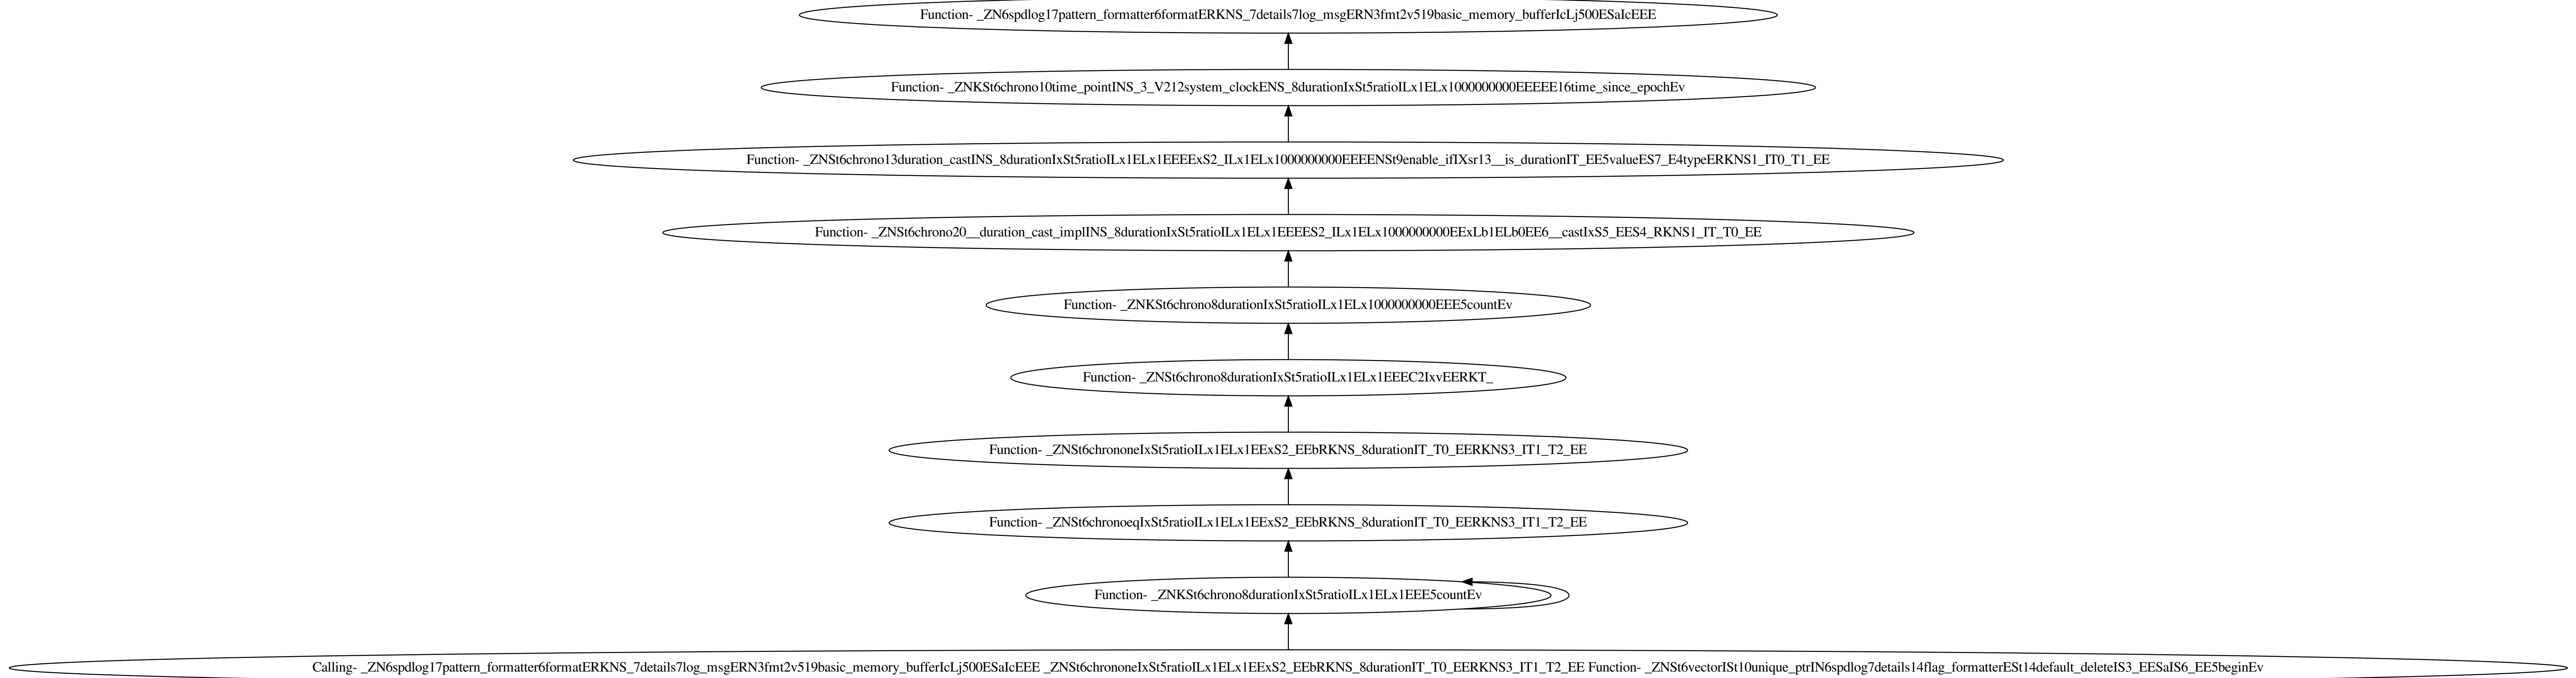 Function- _ZN6spdlog17pattern_formatter6formatERKNS_7details7log_msgERN3fmt2v519basic_memory_bufferIcLj500ESaIcEEE
Function- _ZNKSt6chrono10time_pointINS_3_V212system_clockENS_8durationIxSt5ratioILx1ELx1000000000EEEEE16time_since_epochEv
Function- _ZNSt6chrono13duration_castINS_8durationIxSt5ratioILx1ELx1EEEExS2_ILx1ELx1000000000EEEENSt9enable_ifIXsr13__is_durationIT_EE5valueES7_E4typeERKNS1_IT0_T1_EE
Function- _ZNSt6chrono20__duration_cast_implINS_8durationIxSt5ratioILx1ELx1EEEES2_ILx1ELx1000000000EExLb1ELb0EE6__castIxS5_EES4_RKNS1_IT_T0_EE
Function- _ZNKSt6chrono8durationIxSt5ratioILx1ELx1000000000EEE5countEv
Function- _ZNSt6chrono8durationIxSt5ratioILx1ELx1EEEC2IxvEERKT_
Function- _ZNSt6chrononeIxSt5ratioILx1ELx1EExS2_EEbRKNS_8durationIT_T0_EERKNS3_IT1_T2_EE
Function- _ZNSt6chronoeqIxSt5ratioILx1ELx1EExS2_EEbRKNS_8durationIT_T0_EERKNS3_IT1_T2_EE
Function- _ZNKSt6chrono8durationIxSt5ratioILx1ELx1EEE5countEv
Calling- _ZN6spdlog17pattern_formatter6formatERKNS_7details7log_msgERN3fmt2v519basic_memory_bufferIcLj500ESaIcEEE _ZNSt6chrononeIxSt5ratioILx1ELx1EExS2_EEbRKNS_8durationIT_T0_EERKNS3_IT1_T2_EE Function- _ZNSt6vectorISt10unique_ptrIN6spdlog7details14flag_formatterESt14default_deleteIS3_EESaIS6_EE5beginEv